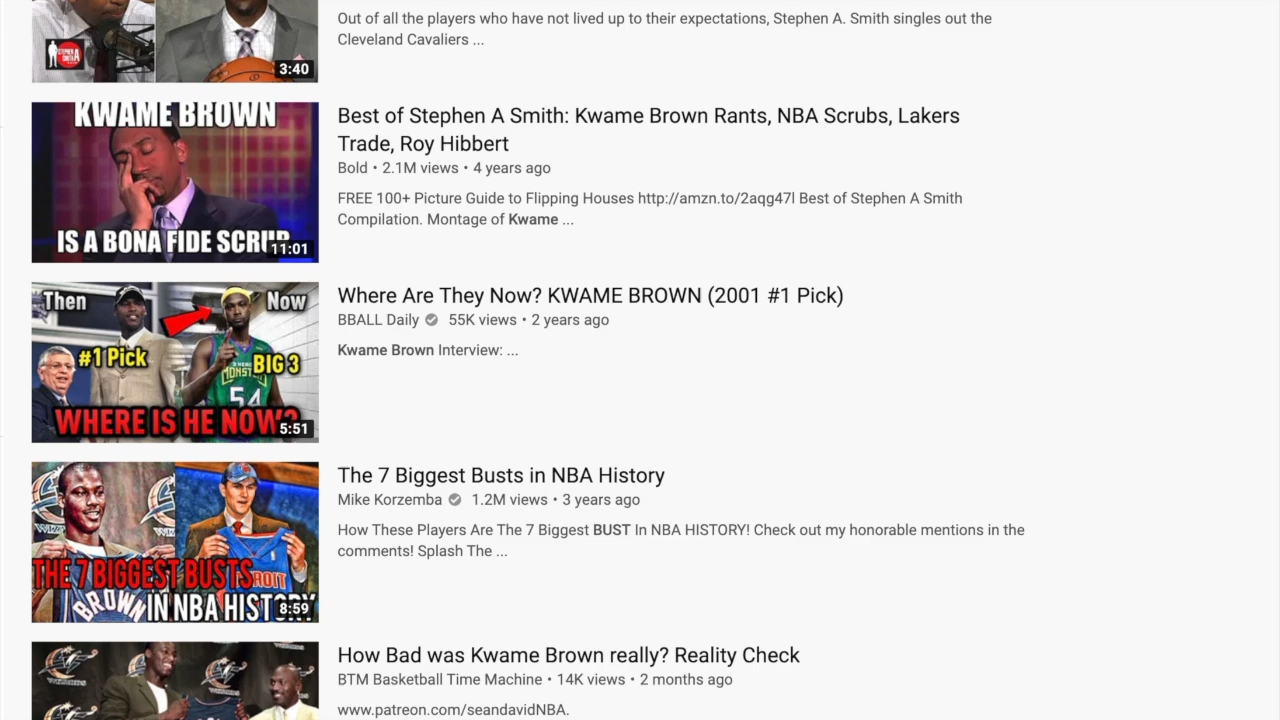 Out of all the players who have not lived up to their expectations, Stephen A. Smith singles out the
Cleveland Cavaliers ...
STEPHEN
SMITH
A
3:40
KWAME BROWN
IS A BONA FIDE SCRUB
11:01
Best of Stephen A Smith: Kwame Brown Rants, NBA Scrubs, Lakers
Trade, Roy Hibbert
Bold • 2.1M views • 4 years ago
FREE 100+ Picture Guide to Flipping Houses http://amzn.to/2aqg47l Best of Stephen A Smith
Compilation. Montage of Kwame ...
Then
Now
#1 Pick
BIG 3
MONST
54
WHERE IS HE NOW?
5:51
Where Are They Now? KWAME BROWN (2001 #1 Pick)
BBALL Daily 55K views • 2 years ago
Kwame Brown Interview: ...
THE 7 BIGGEST BUSTS
ROIT
BROWN
IN NBA HISTORY
8:59
The 7 Biggest Busts in NBA History
Mike Korzemba 1.2M views • 3 years ago
How These Players Are The 7 Biggest BUST In NBA HISTORY! Check out my honorable mentions in the
comments! Splash The ...
WIZARDS
How Bad was Kwame Brown really? Reality Check
BTM Basketball Time Machine • 14K views • 2 months ago
www.patreon.com/seandavidNBA.